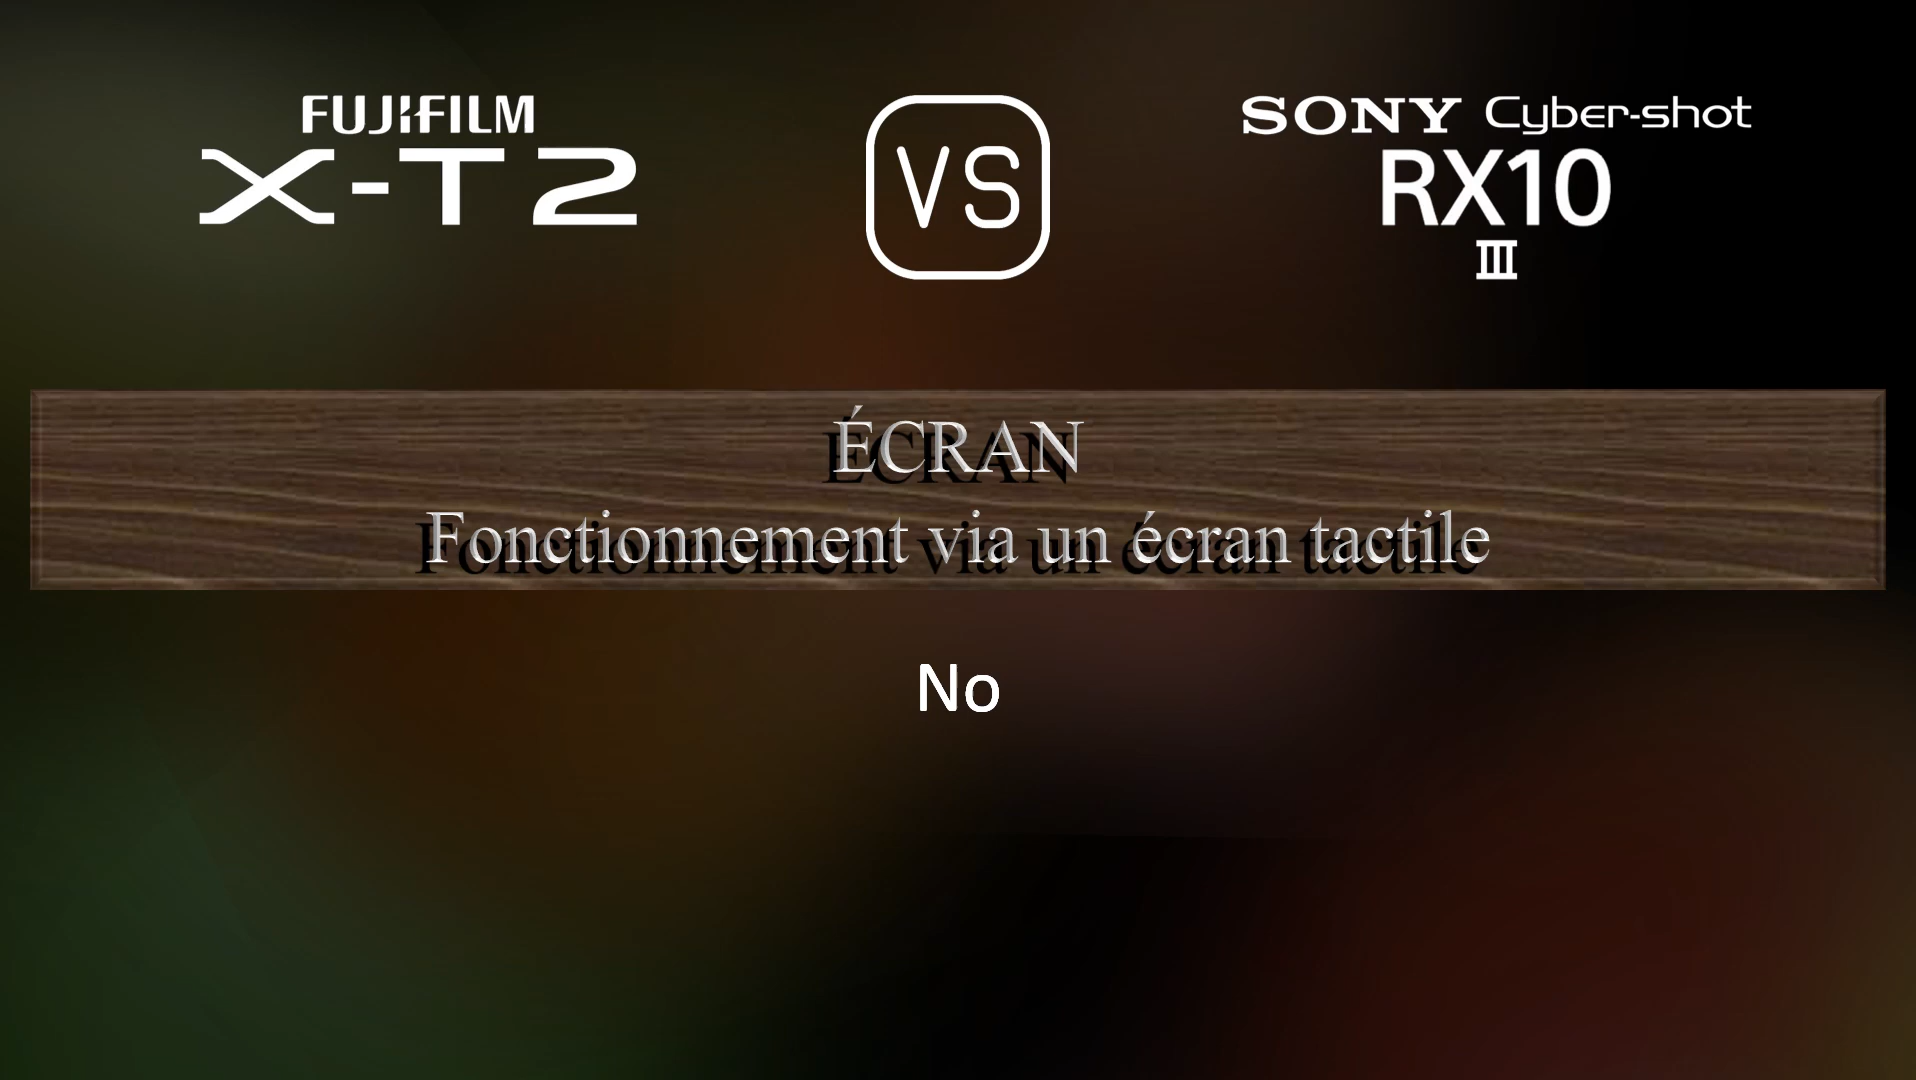 FUJIFILM
X-T2
VS
SONY Cyber-shot
RX10
III
ÉCRAN
Fonctionnement via un écran tactile
No